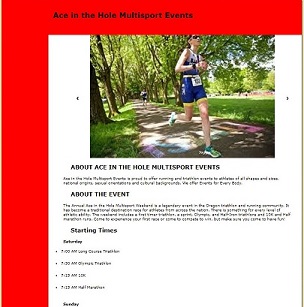 Ace in the Hole Multisport Events
ABOUT ACE IN THE HOLE MULTISPORT EVENTS
Ace in the Hole Multisport Events is proud to offer running and triathlon events to athletes of all shapes and sizes,
national origins, sexual orientations and cultural backgrounds. We offer Events for Every Body.
ABOUT THE EVENT
The Annual Ace in the Hole Multisport Weekend is a legendary event in the Oregon triathlon running community. It
has become a traditional destination race for athletes from across the nation. There is something for every level of
athletic ability. The weekend includes a first timer triathlon, a sprint, Olympic, and Half-Iron triathlons and 10K and Half
marathon runs. Come to experience your first race or come to compete to win, but make sure you come to have fun!
Starting Times
Saturday
7:00 AM Long Course Triathlon
7:30 AM Olympic Triathlon
7:15 AM 10K
7:15 AM Half Marathon
Sunday